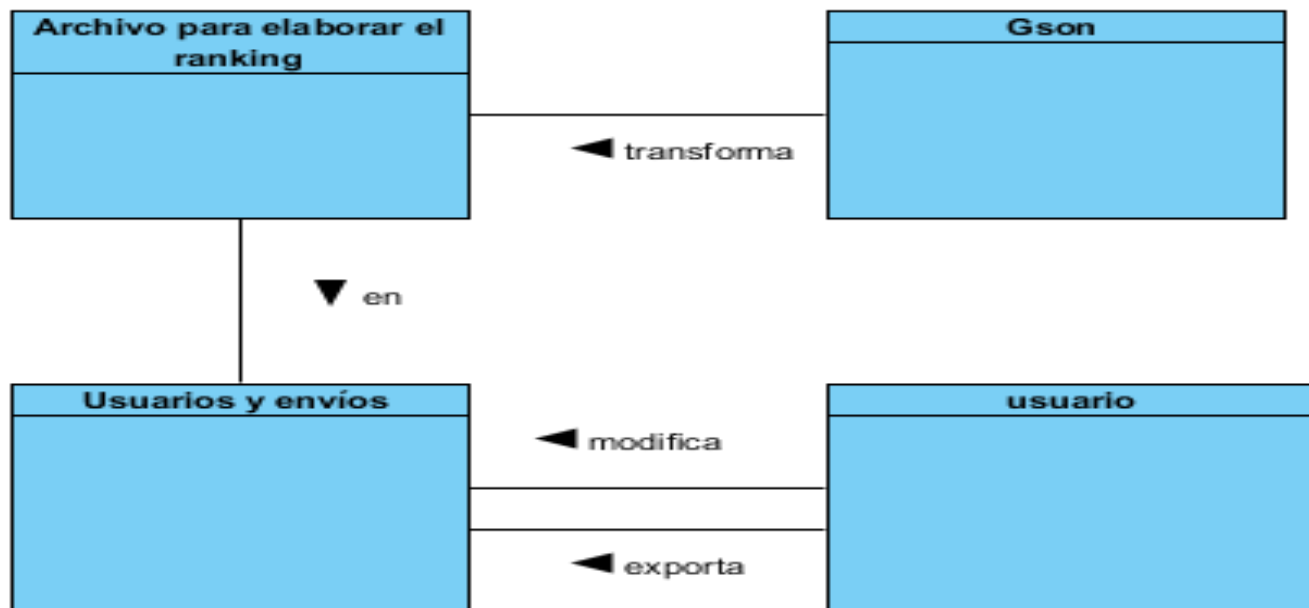 Archivo para elaborar el
ranking
Gson
transforma
en
Usuarios y envíos
usuario
modifica
exporta